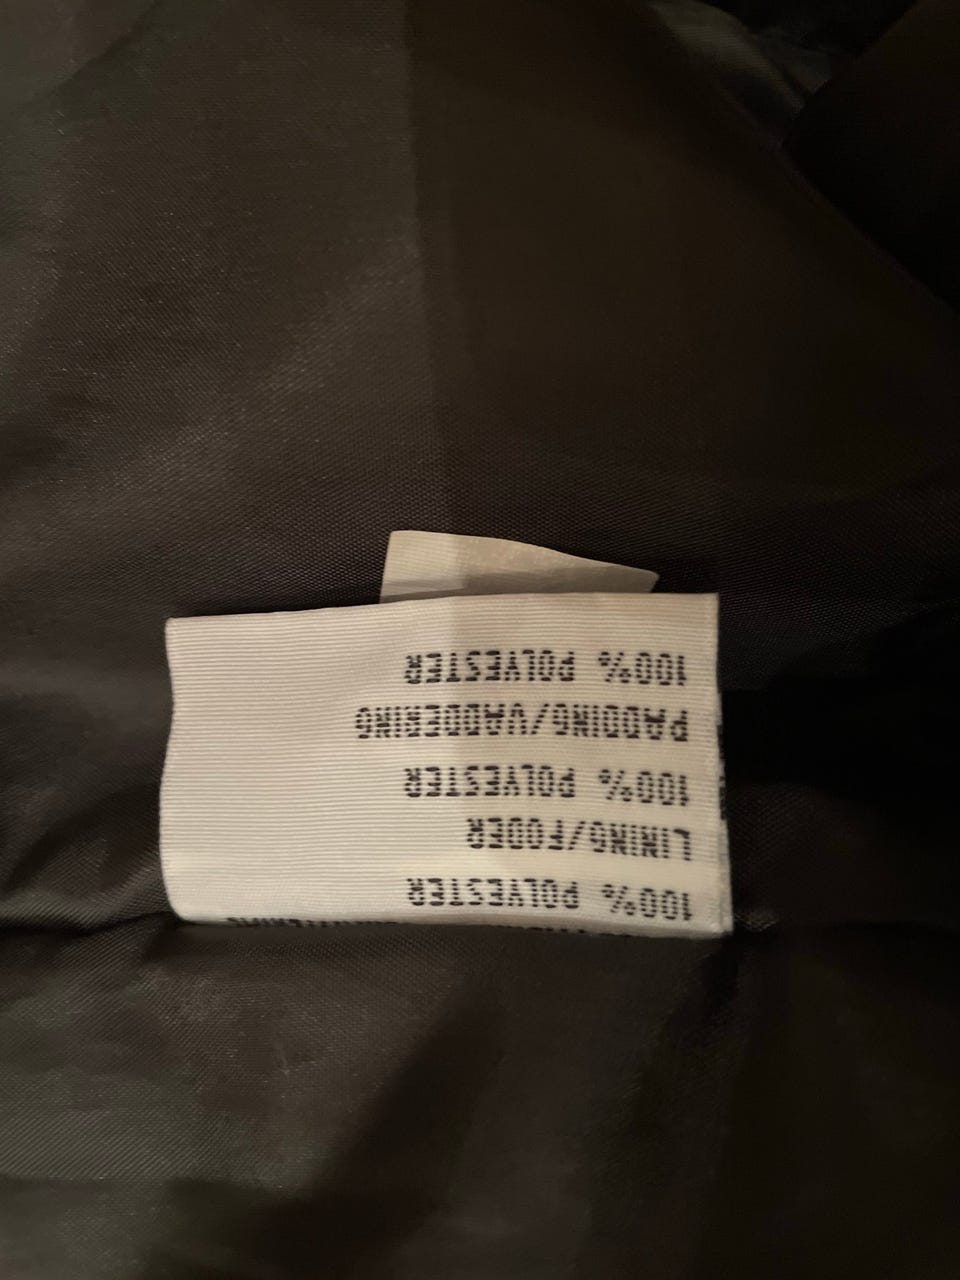 100% POLYESTER
LINING/FODER
100% POLYESTER
PADDING/VADDERING
100% POLYESTER